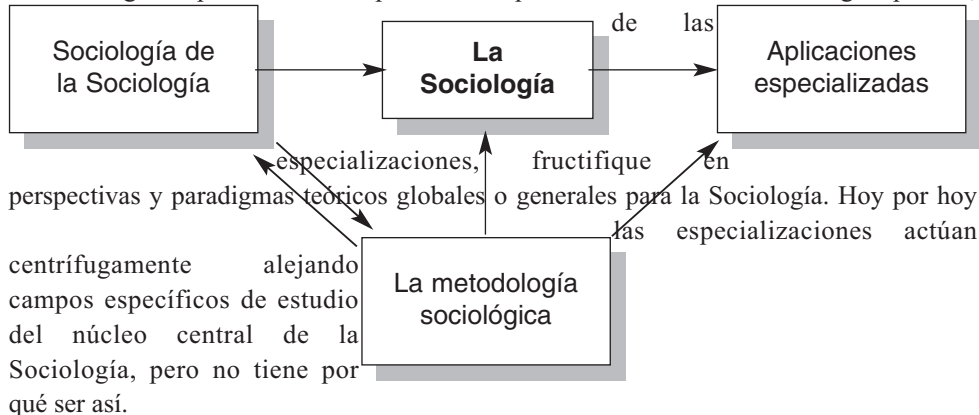 de las
Sociología de
la Sociología
La
Sociología
Aplicaciones
especializadas
especializaciones, fructifique en
perspectivas y paradigmas teóricos globales o generales para la Sociología. Hoy por hoy
las especializaciones actúan
centrífugamente alejando
campos específicos de estudio
del núcleo central de la
Sociología, pero no tiene por
qué ser así.
La metodología
sociológica